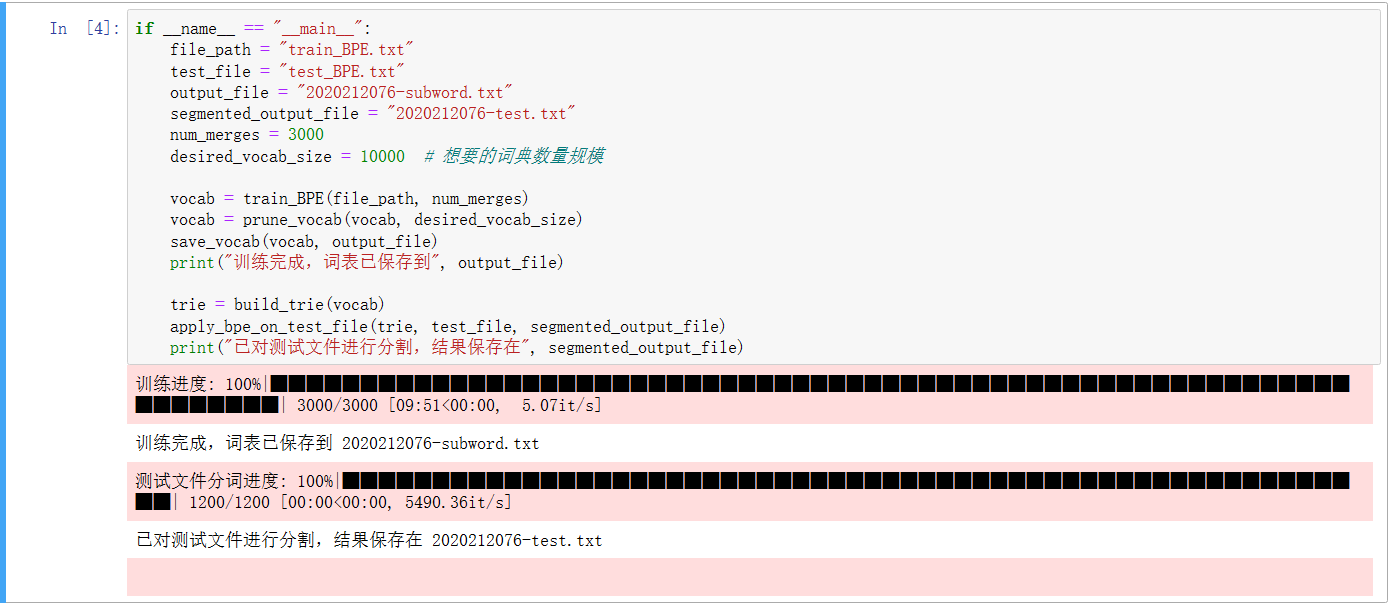 In [4]:
if __name__ == "__main__":
    file_path = "train_BPE.txt"
    test_file = "test_BPE.txt"
    output_file = "2020212076-subword.txt"
    segmented_output_file = "2020212076-test.txt"
    num_merges = 3000
    desired_vocab_size = 10000  # 想要的词典数量规模

    vocab = train_BPE(file_path, num_merges)
    vocab = prune_vocab(vocab, desired_vocab_size)
    save_vocab(vocab, output_file)
    print("训练完成，词表已保存到", output_file)

    trie = build_trie(vocab)
    apply_bpe_on_test_file(trie, test_file, segmented_output_file)
    print("已对测试文件进行分割，结果保存在", segmented_output_file)
训练进度: 100%|
| 3000/3000 [09:51<00:00,  5.07it/s]
训练完成，词表已保存到 2020212076-subword.txt
测试文件分词进度: 100%|
| 1200/1200 [00:00<00:00, 5490.36it/s]
已对测试文件进行分割，结果保存在 2020212076-test.txt